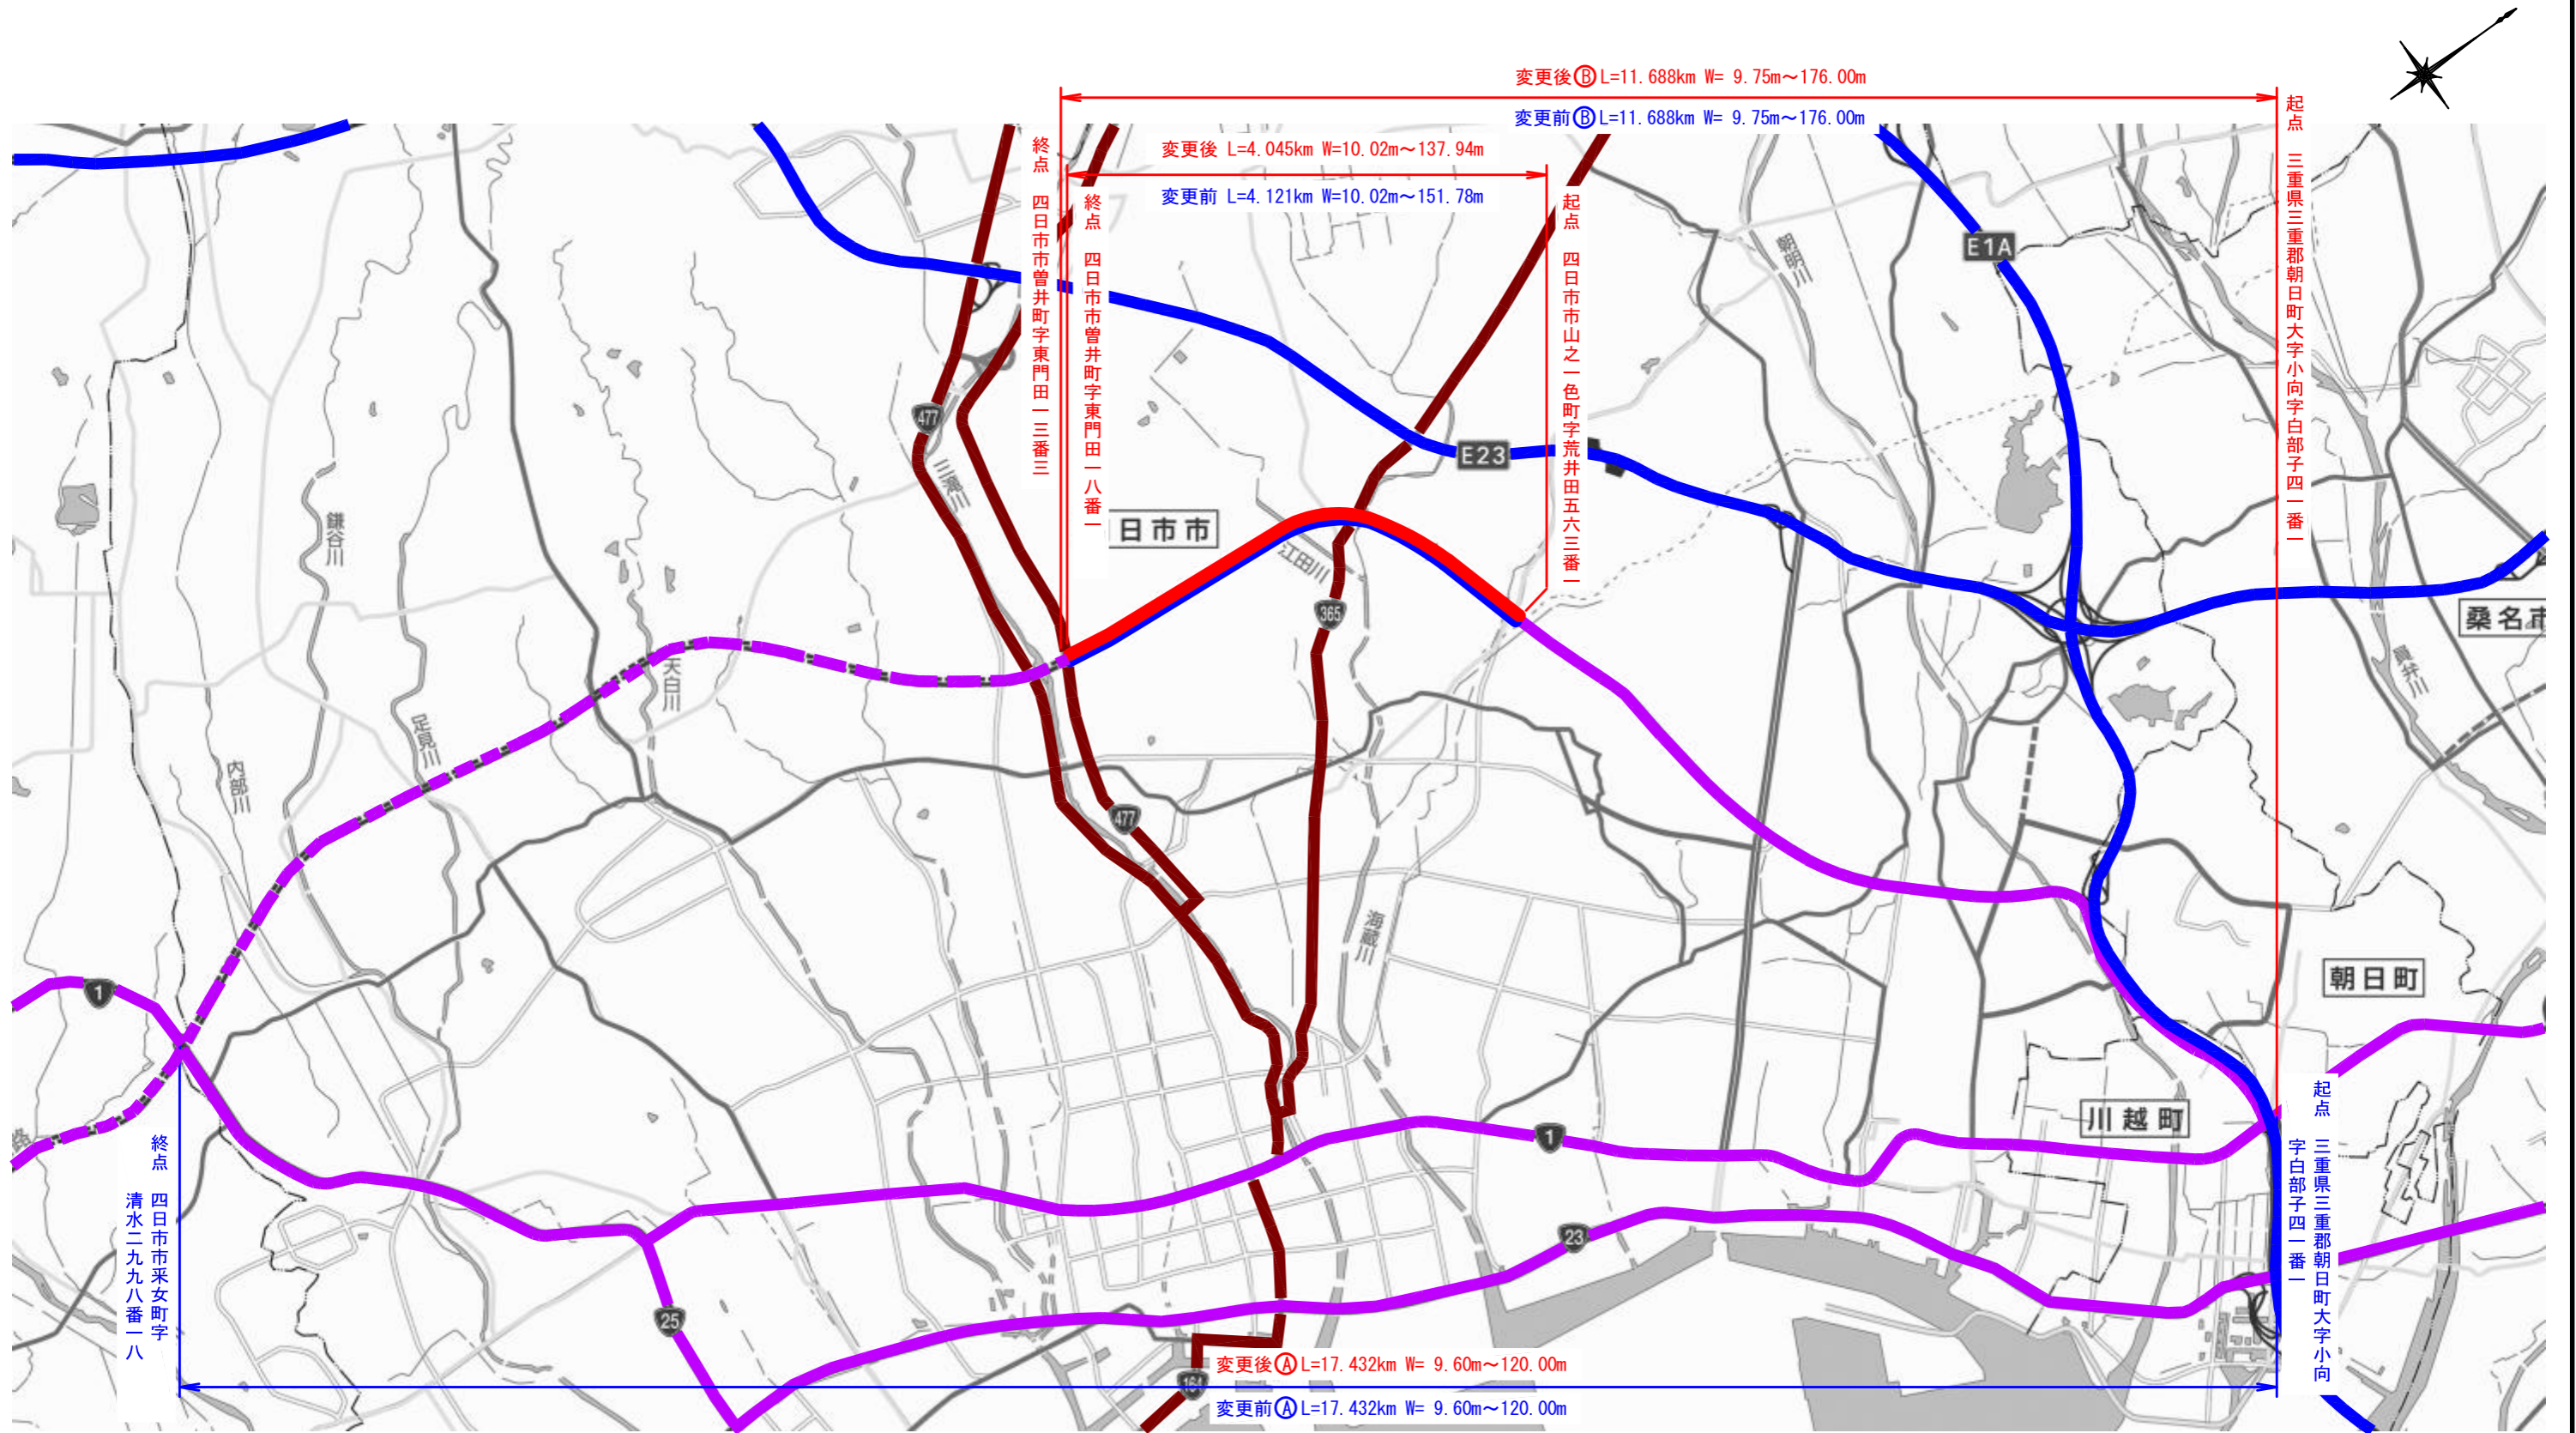 変更後ⒷL=11.688km W= 9.75m～176.00m
変更前ⒷL=11.688km W= 9.75m～176.00m
変更後 L=4.045km W=10.02m～137.94m
変更前 L=4.121km W=10.02m～151.78m
起点 三重県三重郡朝日町大字小向字白部子四一番一
終点 四日市市曽井町字東門田一三番三
終点 四日市市曽井町字東門田一八番一
起点 四日市市山之一色町字荒井田五六三番一
朝明川
E1A
477
三滝川
E23
日市市
鎌谷川
江田川
365
桑名市
員弁川
天白川
足見川
内部川
477
海蔵川
朝日町
1
川越町
1
起点 三重県三重郡朝日町大字小向
字白部子四一番一
終点 四日市市釆女町字
清水二九九八番一八
23
25
変更後ⒶL=17.432km W= 9.60m～120.00m
164
変更前ⒶL=17.432km W= 9.60m～120.00m